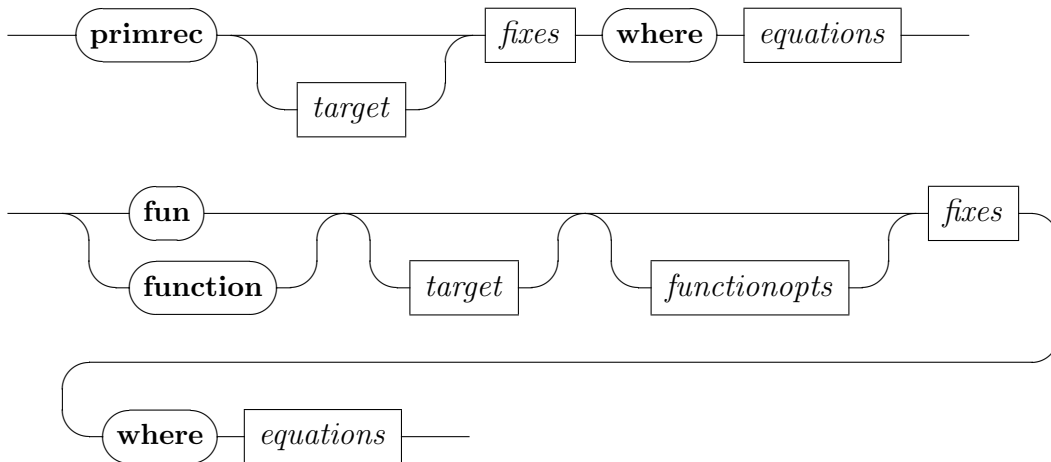 primrec fixes where equations
target
fun fixes
function target functionopts
where equations